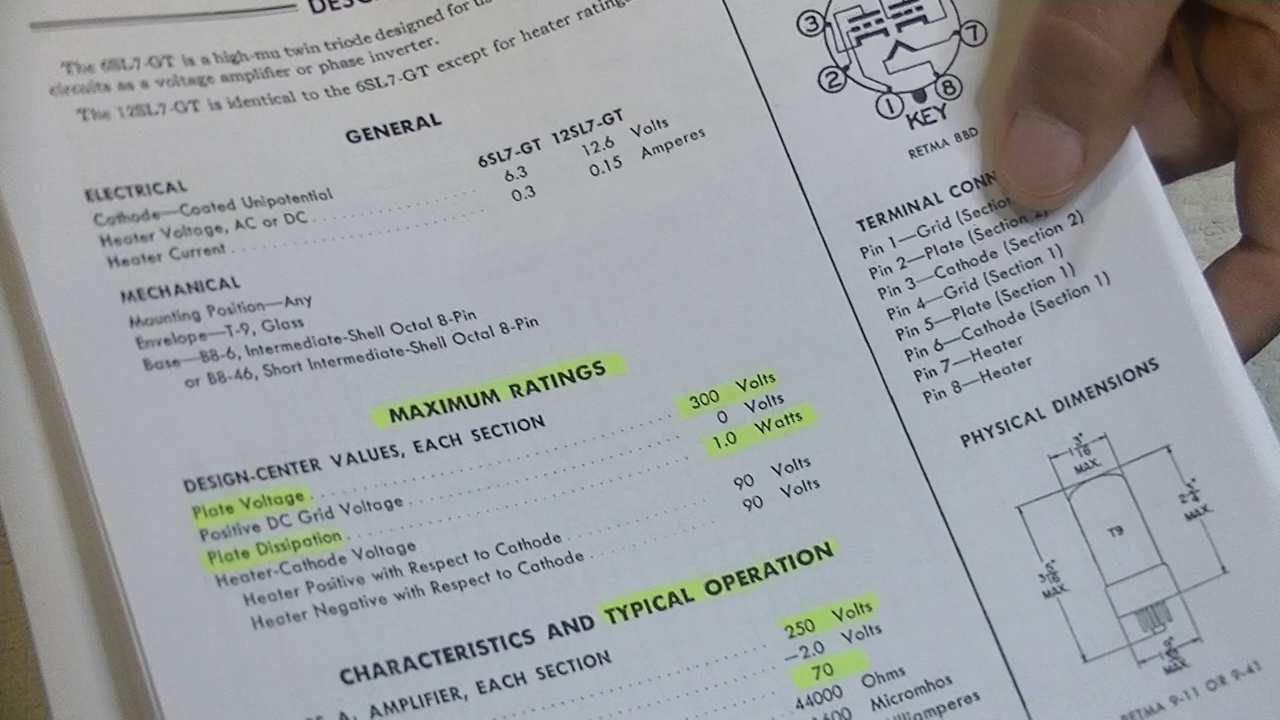 The 6SL7-GT is a high-mu twin triode designed for
circuits as a voltage amplifier or phase inverter.
The 12SL7-GT is identical to the 6SL7-GT except for heater ratings
GENERAL
ELECTRICAL 6SL7-GT 12SL7-GT
Cathode—Coated Unipotential
Heater Voltage, AC or DC 6.3 12.6 Volts
Heater Current 0.3 0.15 Amperes
MECHANICAL
Mounting Position—Any
Envelope—T-9, Glass
Base—B8-6, Intermediate-Shell Octal 8-Pin
or B8-46, Short Intermediate-Shell Octal 8-Pin
MAXIMUM RATINGS
DESIGN-CENTER VALUES, EACH SECTION
Plate Voltage 300 Volts
Positive DC Grid Voltage 0 Volts
Plate Dissipation 1.0 Watts
Heater-Cathode Voltage
Heater Positive with Respect to Cathode 90 Volts
Heater Negative with Respect to Cathode 90 Volts
CHARACTERISTICS AND TYPICAL OPERATION
A, AMPLIFIER, EACH SECTION
250 Volts
−2.0 Volts
70
44000 Ohms
Micromhos
3
2
1
8
7
KEY
RETMA 8BD
TERMINAL
Pin 1—Grid
Pin 2—Plate (Section 2)
Pin 3—Cathode (Section 2)
Pin 4—Grid (Section 1)
Pin 5—Plate (Section 1)
Pin 6—Cathode (Section 1)
Pin 7—Heater
Pin 8—Heater
PHYSICAL DIMENSIONS
MAX.
T9
MAX.
MAX.
MAX.
RETMA 9-11 OR 9-41